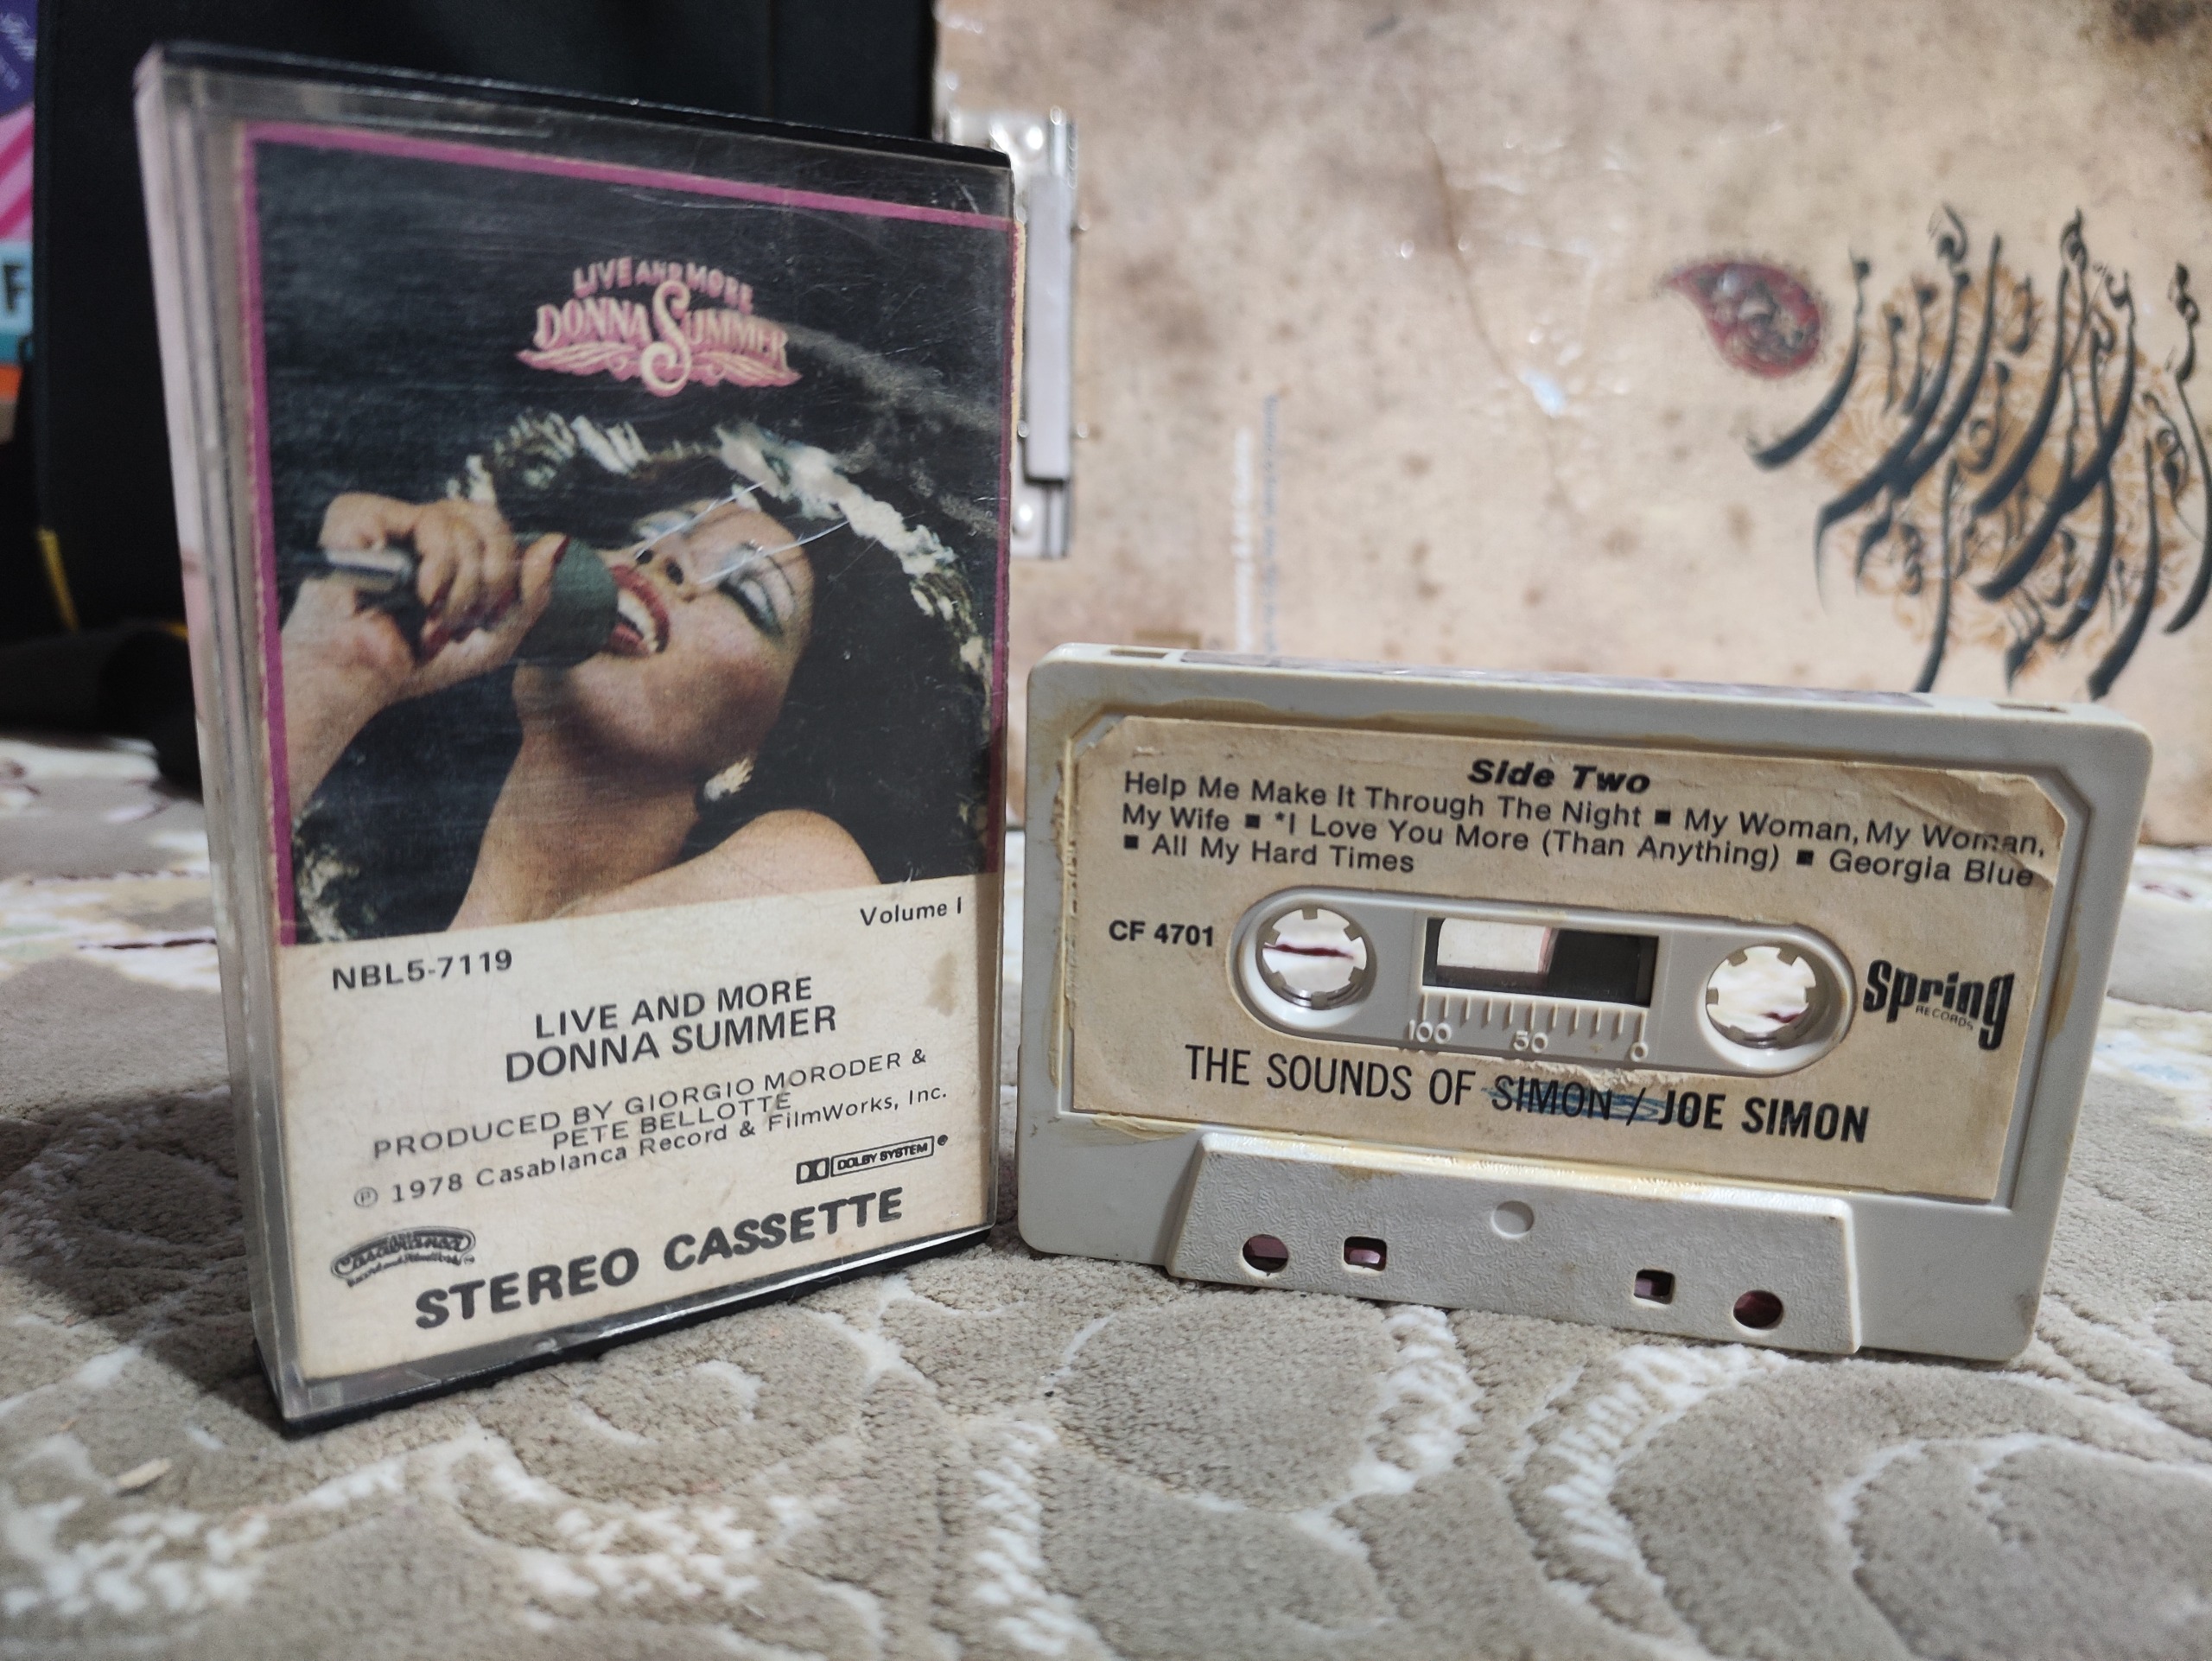 LIVE AND MORE
DONNA SUMMER
Volume I
NBL5-7119
LIVE AND MORE
DONNA SUMMER
PRODUCED BY GIORGIO MORODER &
PETE BELLOTTE
℗ 1978 Casablanca Record & FilmWorks, Inc.
DOLBY SYSTEM®
Casablanca
STEREO CASSETTE
Side Two
Help Me Make It Through The Night ■ My Woman, My Woman,
My Wife ■ *I Love You More (Than Anything) ■ Georgia Blue
■ All My Hard Times
CF 4701
spring
RECORDS
100 50 0
THE SOUNDS OF SIMON / JOE SIMON
F